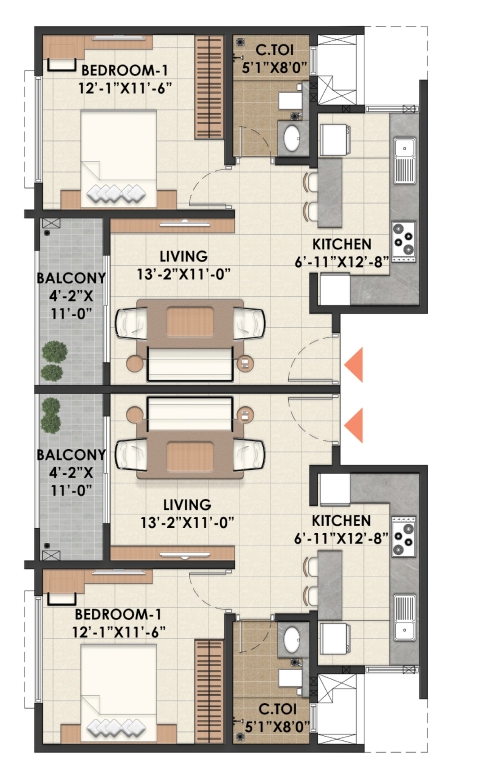 C.TOI
5'1"X8'0"
BEDROOM-1
12'-1"X11'-6"
LIVING
13'-2"X11'-0"
KITCHEN
6'-11"X12'-8"
BALCONY
4'-2"X
11'-0"
BALCONY
4'-2"X
11'-0"
LIVING
13'-2"X11'-0"
KITCHEN
6'-11"X12'-8"
BEDROOM-1
12'-1"X11'-6"
C.TOI
5'1"X8'0"